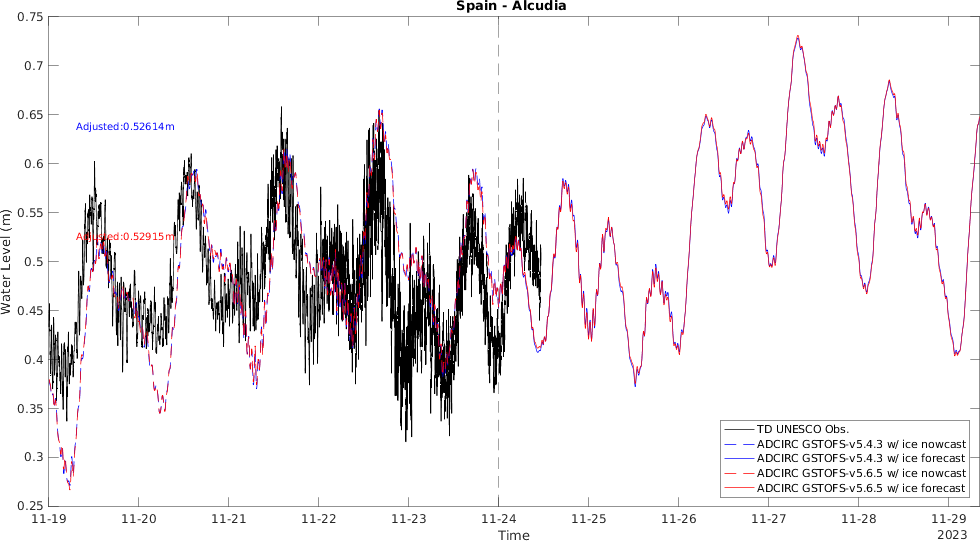 Spain - Alcudia
0.75
0.7
0.65
0.6
0.55
0.5
0.45
0.4
0.35
0.3
0.25
Water Level (m)
Adjusted:0.52614m
Adjusted:0.52915m
TD UNESCO Obs.
ADCIRC GSTOFS-v5.4.3 w/ ice nowcast
ADCIRC GSTOFS-v5.4.3 w/ ice forecast
ADCIRC GSTOFS-v5.6.5 w/ ice nowcast
ADCIRC GSTOFS-v5.6.5 w/ ice forecast
11-19 11-20 11-21 11-22 11-23 11-24 11-25 11-26 11-27 11-28 11-29
Time
2023